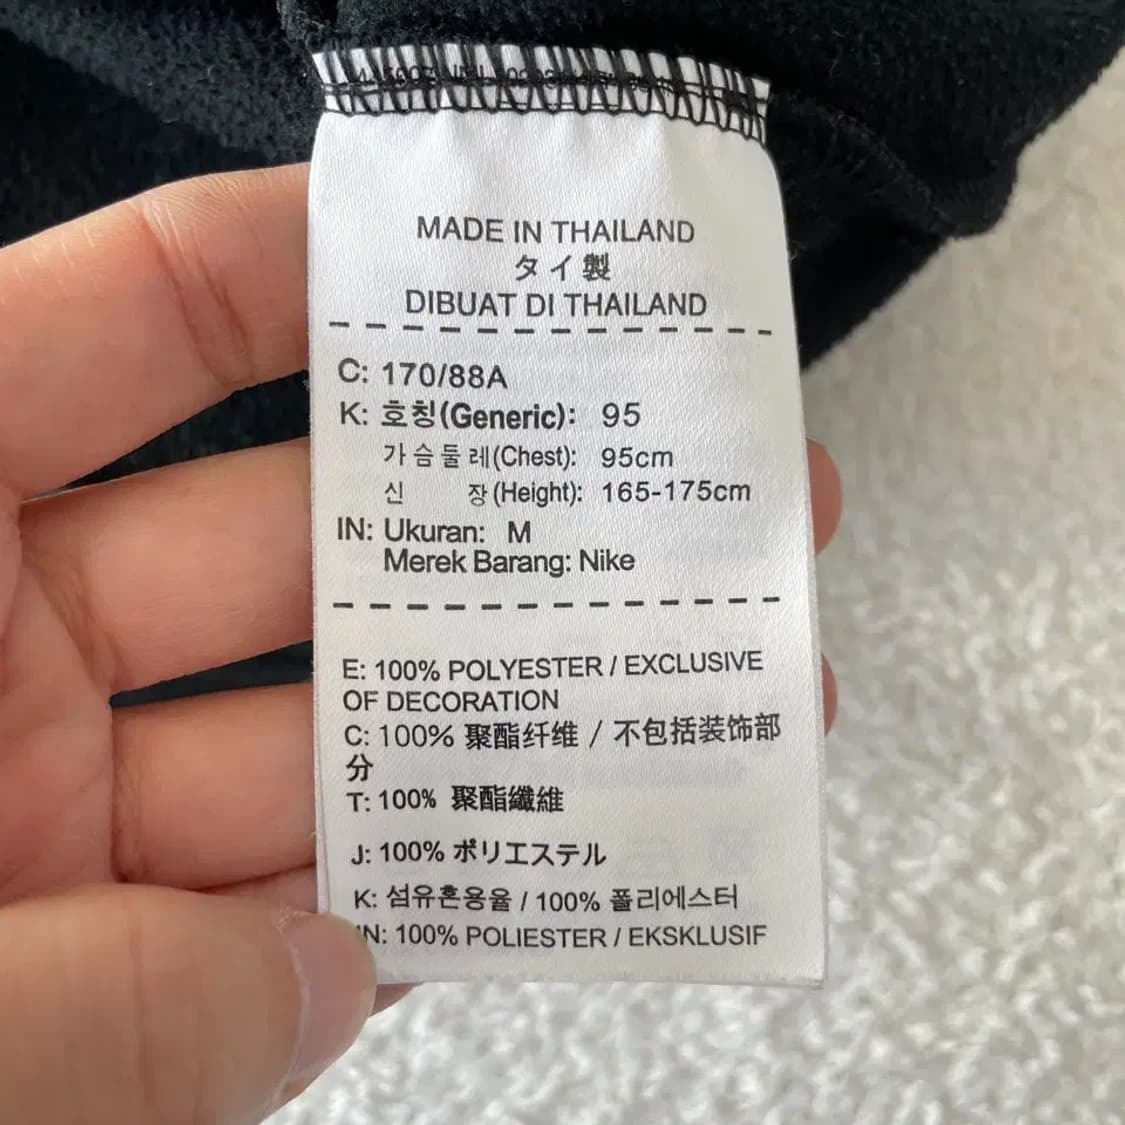 MADE IN THAILAND
タイ製
DIBUAT DI THAILAND
C: 170/88A
K: 호칭(Generic): 95
가슴둘레(Chest): 95cm
신 장(Height): 165-175cm
IN: Ukuran: M
Merek Barang: Nike
E: 100% POLYESTER / EXCLUSIVE
OF DECORATION
C: 100% 聚酯纤维 / 不包括装饰部
分
T: 100% 聚酯纖維
J: 100% ポリエステル
K: 섬유혼용율 / 100% 폴리에스터
IN: 100% POLIESTER / EKSKLUSIF